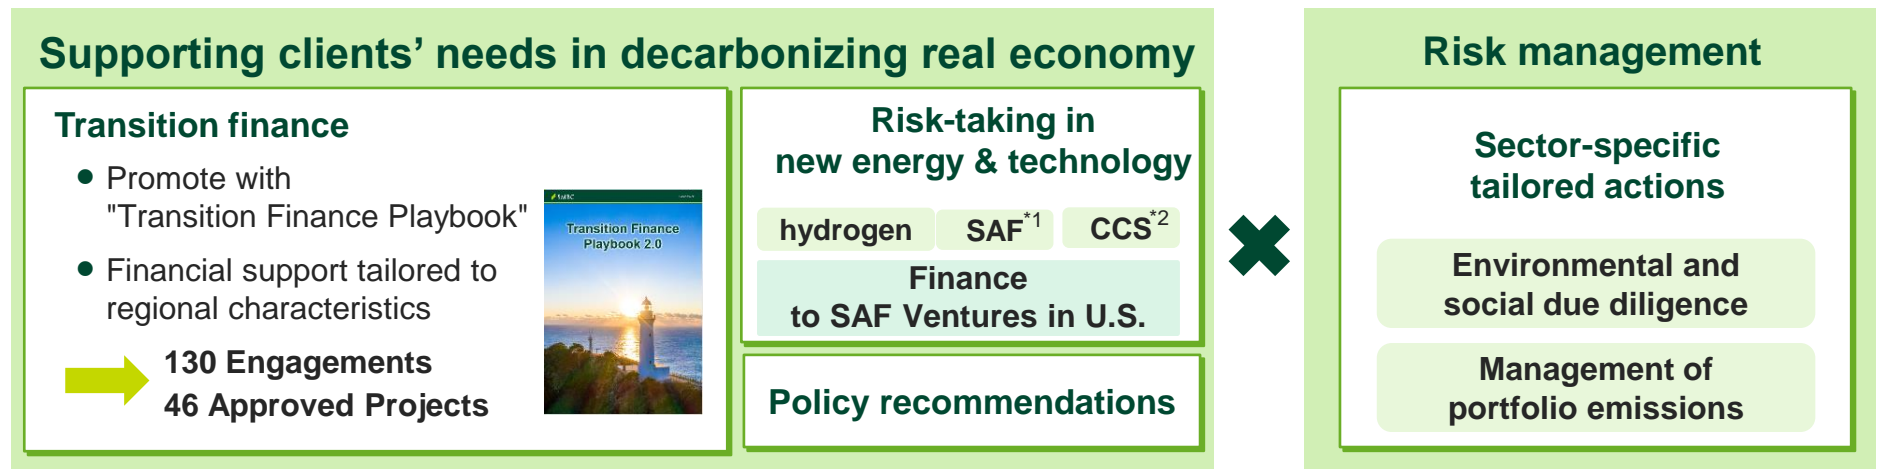 Supporting clients’ needs in decarbonizing real economy
Transition finance
● Promote with
"Transition Finance Playbook"
● Financial support tailored to
regional characteristics
130 Engagements
46 Approved Projects
SMBC
Transition Finance
Playbook 2.0
Risk-taking in
new energy & technology
hydrogen
SAF*1
CCS*2
Finance
to SAF Ventures in U.S.
Policy recommendations
Risk management
Sector-specific
tailored actions
Environmental and
social due diligence
Management of
portfolio emissions